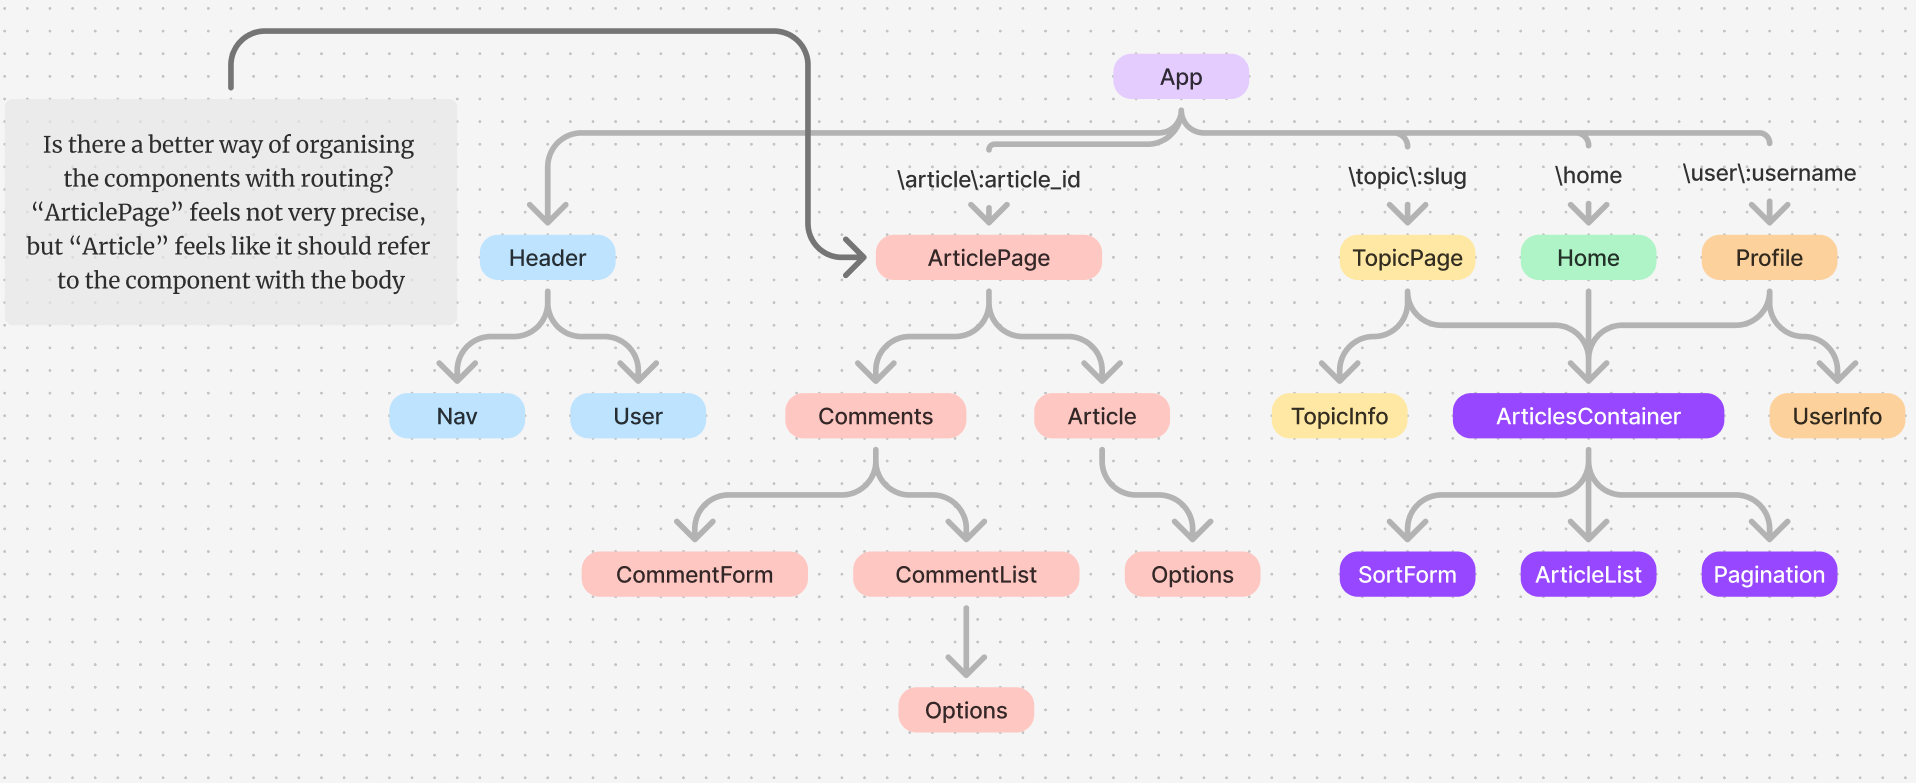 App
Is there a better way of organising
the components with routing?
“ArticlePage” feels not very precise,
but “Article” feels like it should refer
to the component with the body
\article\:article_id
\topic\:slug
\home
\user\:username
Header
ArticlePage
TopicPage
Home
Profile
Nav
User
Comments
Article
TopicInfo
ArticlesContainer
UserInfo
CommentForm
CommentList
Options
SortForm
ArticleList
Pagination
Options